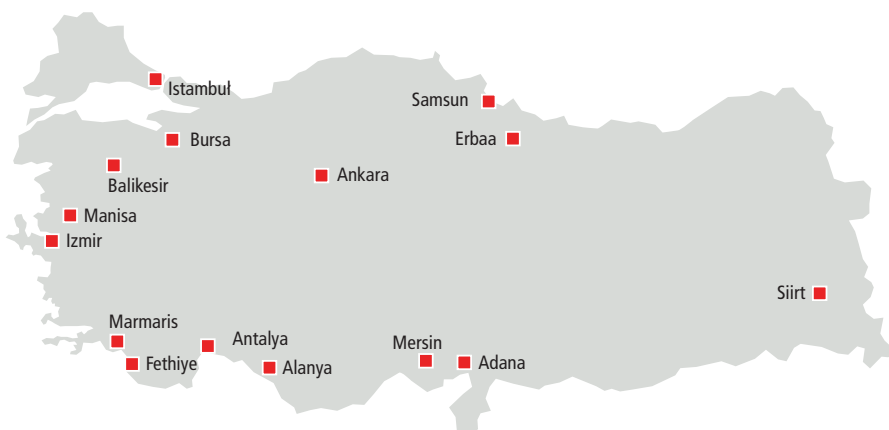 Istambuł
Samsun
Bursa
Erbaa
Ankara
Balikesir
Manisa
Izmir
Siirt
Marmaris
Antalya
Mersin
Fethiye
Alanya
Adana